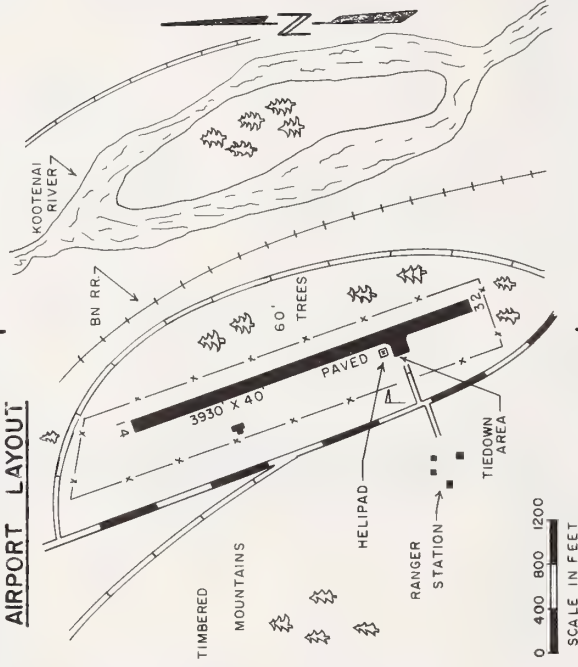 AIRPORT LAYOUT
KOOTENAI
RIVER
N
BN RR.
60'
TREES
14
3930' X 40'
PAVED
32
HELIPAD
TIEDOWN
AREA
RANGER
STATION
TIMBERED
MOUNTAINS
0 400 800 1200
SCALE IN FEET